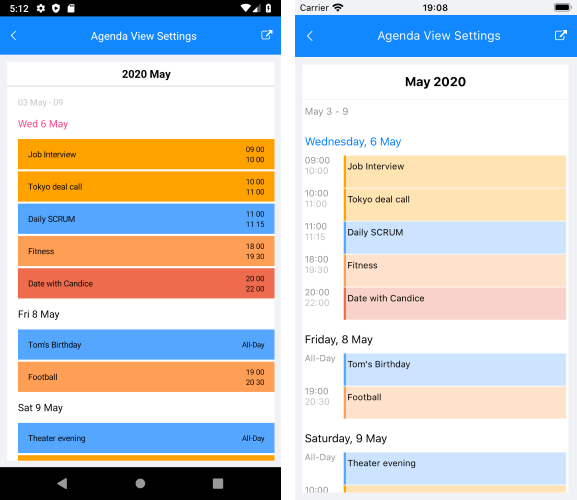 5:12
Agenda View Settings
2020 May
03 May - 09
Wed 6 May
Job Interview
09 00
10 00
Tokyo deal call
10 00
11 00
Daily SCRUM
11 00
11 15
Fitness
18 00
19 30
Date with Candice
20 00
22 00
Fri 8 May
Tom's Birthday
All-Day
Football
19 00
20 30
Sat 9 May
Theater evening
All-Day
Carrier
19:08
Agenda View Settings
May 2020
May 3 - 9
Wednesday, 6 May
09:00
10:00
Job Interview
10:00
11:00
Tokyo deal call
11:00
11:15
Daily SCRUM
18:00
19:30
Fitness
20:00
22:00
Date with Candice
Friday, 8 May
All-Day
Tom's Birthday
19:00
20:30
Football
Saturday, 9 May
All-Day
Theater evening
10:00